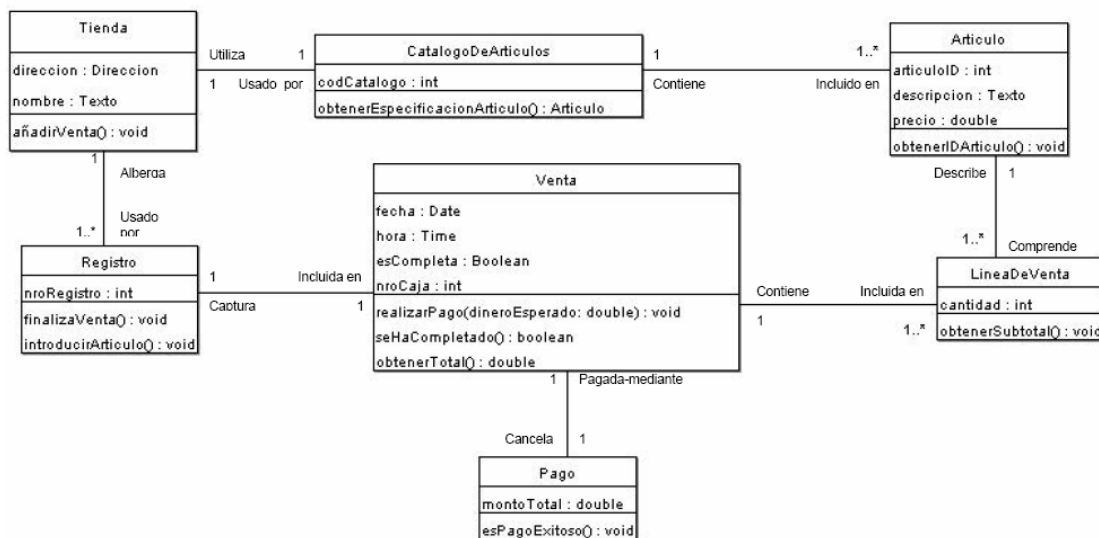 Tienda
direccion : Direccion
nombre : Texto
añadirVenta() : void
Utiliza
1
1
Usado por
CatalogoDeArticulos
codCatalogo : int
obtenerEspecificacionArticulo() : Articulo
1
Contiene
1..*
Incluido en
Articulo
articuloID : int
descripcion : Texto
precio : double
obtenerIDArticulo() : void
1
Alberga
Usado
por
1..*
Describe
1
1..*
Comprende
Registro
nroRegistro : int
finalizaVenta() : void
introducirArticulo() : void
1
Captura
Incluida en
1
Venta
fecha : Date
hora : Time
esCompleta : Boolean
nroCaja : int
realizarPago(dineroEsperado: double) : void
seHaCompletado() : boolean
obtenerTotal() : double
Contiene
1
Incluida en
1..*
LineaDeVenta
cantidad : int
obtenerSubtotal() : void
1
Pagada-mediante
Cancela
1
Pago
montoTotal : double
esPagoExitoso() : void